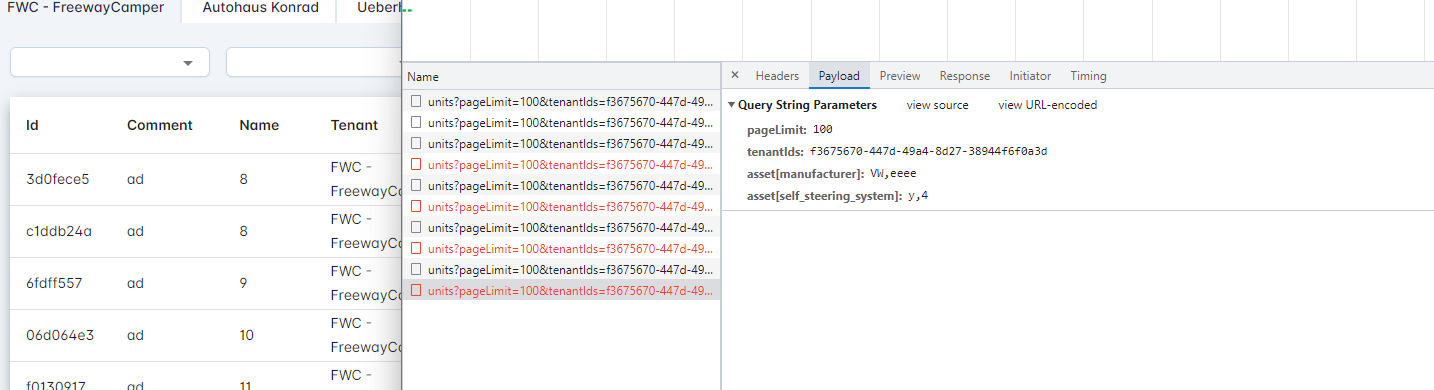 FWC - FreewayCamper
Autohaus Konrad
Id
Comment
Name
Tenant
3d0fece5
ad
8
FWC -
c1ddb24a
ad
8
FWC -
6fdff557
ad
9
FWC -
06d064e3
ad
10
FWC -
f0130917
ad
11
FWC -
Name
units?pageLimit=100&tenantIds=f3675670-447d-49...
units?pageLimit=100&tenantIds=f3675670-447d-49...
units?pageLimit=100&tenantIds=f3675670-447d-49...
units?pageLimit=100&tenantIds=f3675670-447d-49...
units?pageLimit=100&tenantIds=f3675670-447d-49...
units?pageLimit=100&tenantIds=f3675670-447d-49...
units?pageLimit=100&tenantIds=f3675670-447d-49...
units?pageLimit=100&tenantIds=f3675670-447d-49...
units?pageLimit=100&tenantIds=f3675670-447d-49...
units?pageLimit=100&tenantIds=f3675670-447d-49...
× Headers Payload Preview Response Initiator Timing
Query String Parameters view source view URL-encoded
pageLimit: 100
tenantIds: f3675670-447d-49a4-8d27-38944f6f0a3d
asset[manufacturer]: VW,eeee
asset[self_steering_system]: y,4